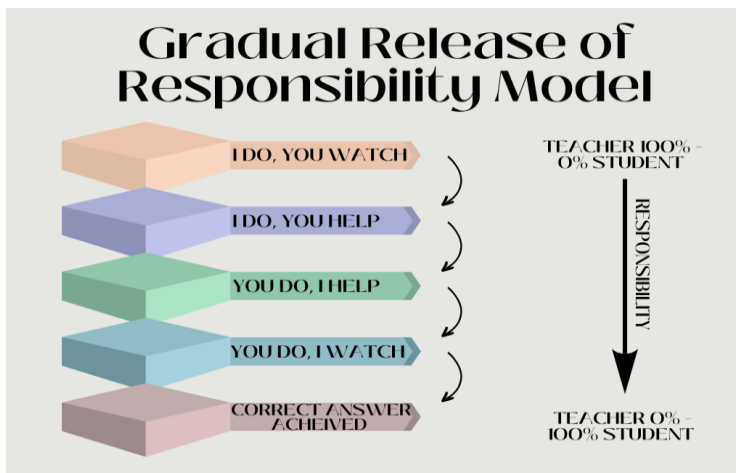 Gradual Release of
Responsibility Model
I DO, YOU WATCH
I DO, YOU HELP
YOU DO, I HELP
YOU DO, I WATCH
CORRECT ANSWER
ACHEIVED
TEACHER 100% -
0% STUDENT
RESPONSIBILITY
TEACHER 0% -
100% STUDENT